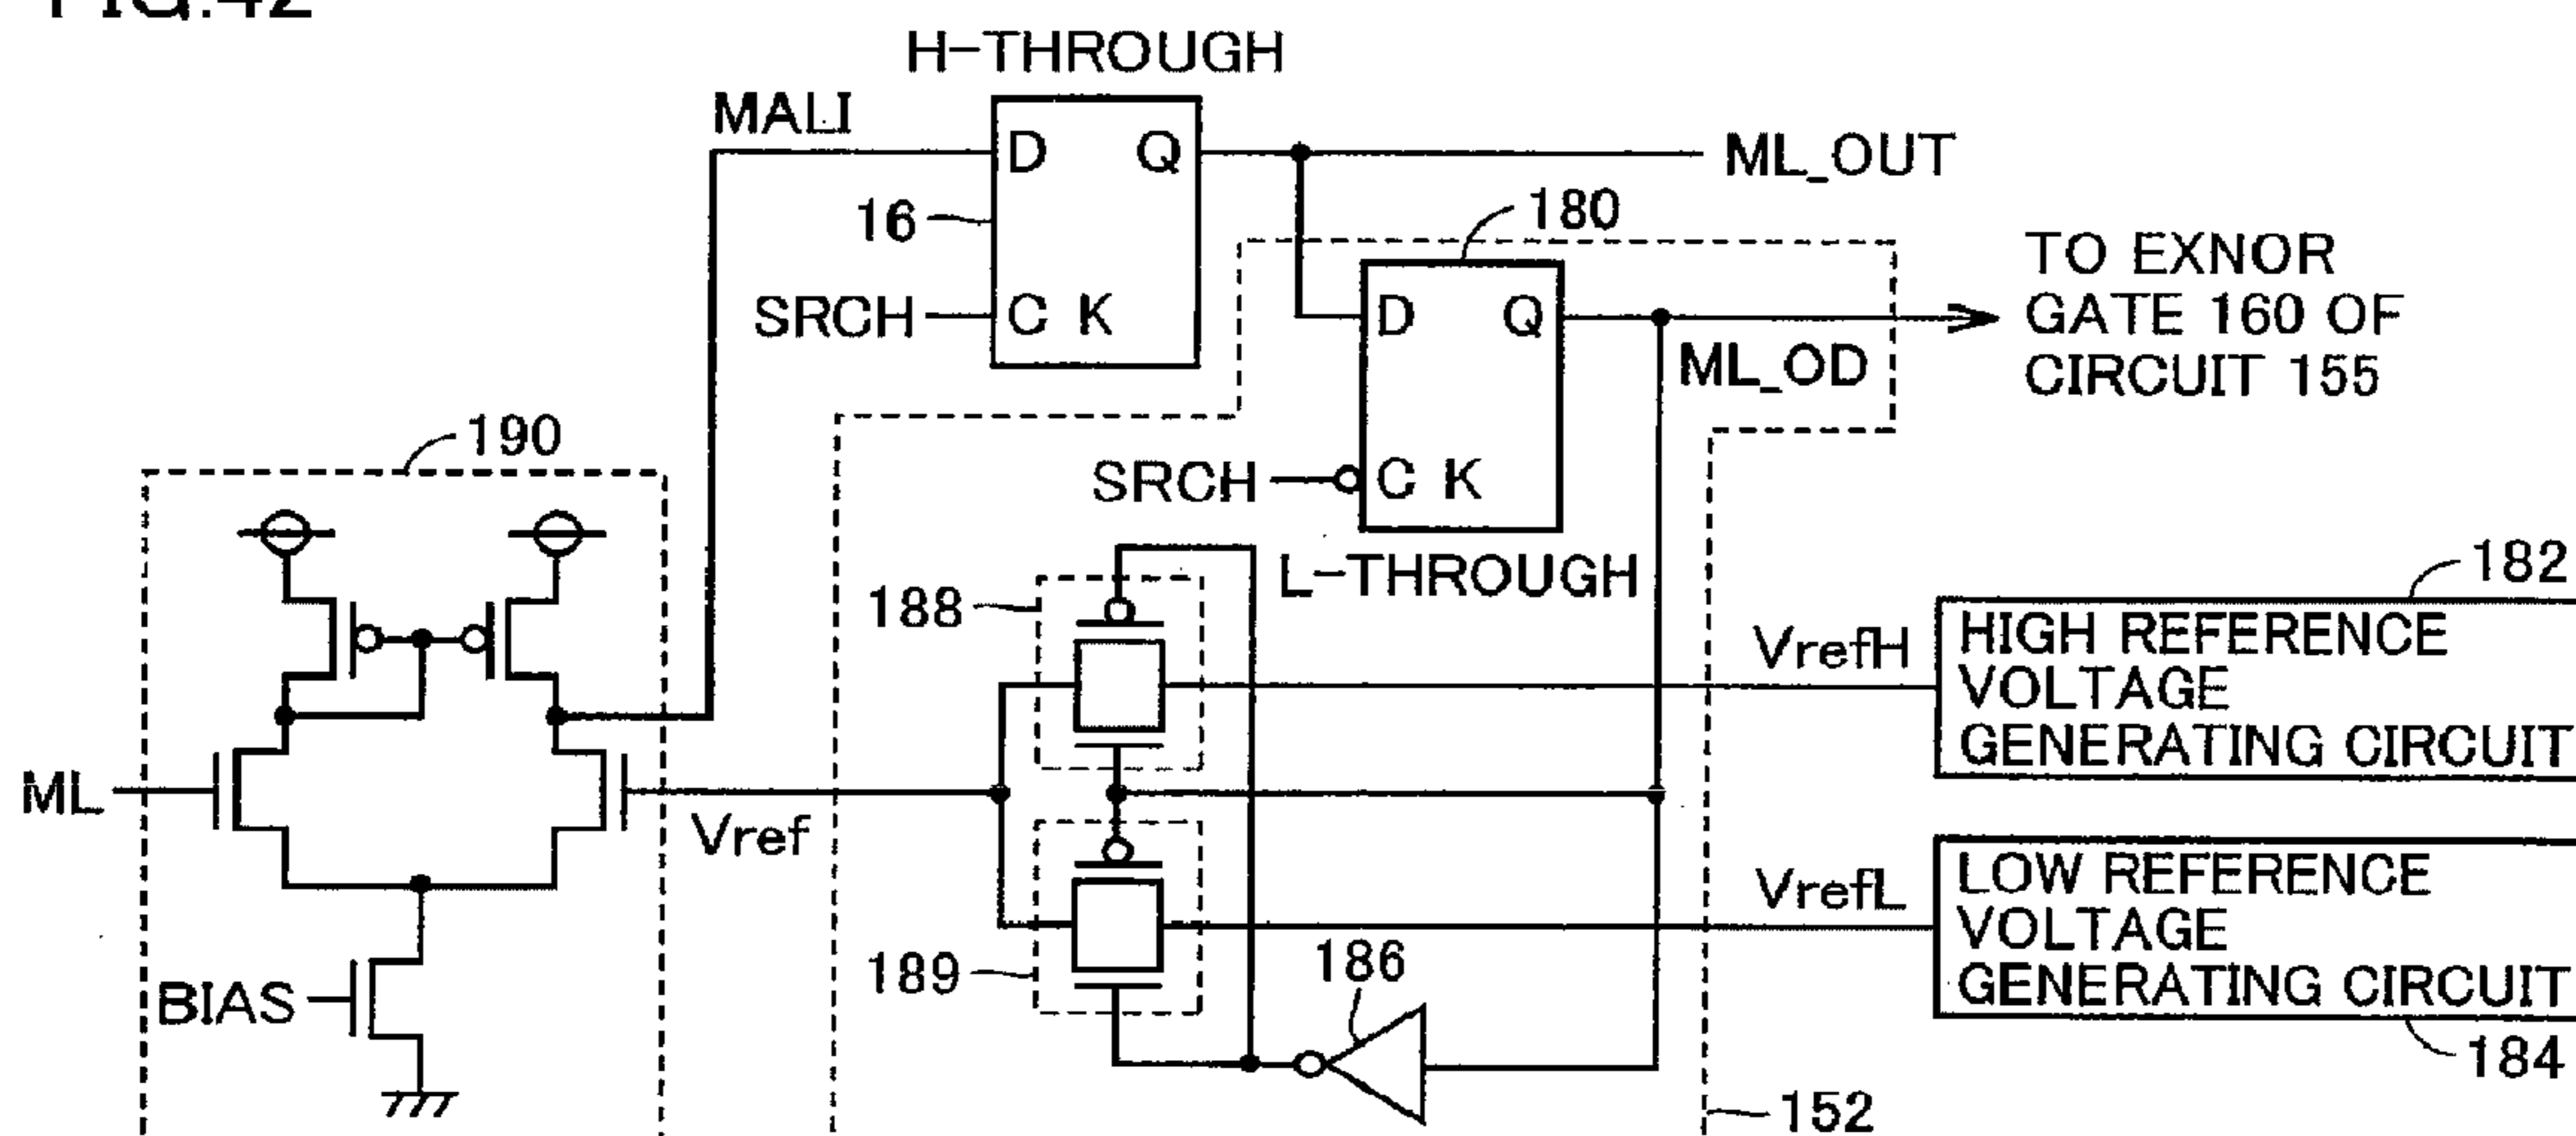 FIG.42
H-THROUGH
MALI
D Q
ML_OUT
16
180
SRCH
C K
TO EXNOR
GATE 160 OF
CIRCUIT 155
D Q
ML_OD
190
SRCH
C K
L-THROUGH
182
188
VrefH
HIGH REFERENCE
VOLTAGE
GENERATING CIRCUIT
ML
Vref
VrefL
LOW REFERENCE
VOLTAGE
GENERATING CIRCUIT
189
186
BIAS
184
152